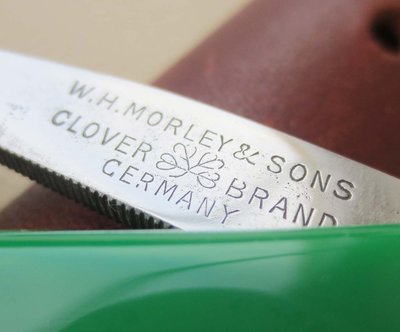 W.H. MORLEY & SONS
CLOVER BRAND
GERMANY